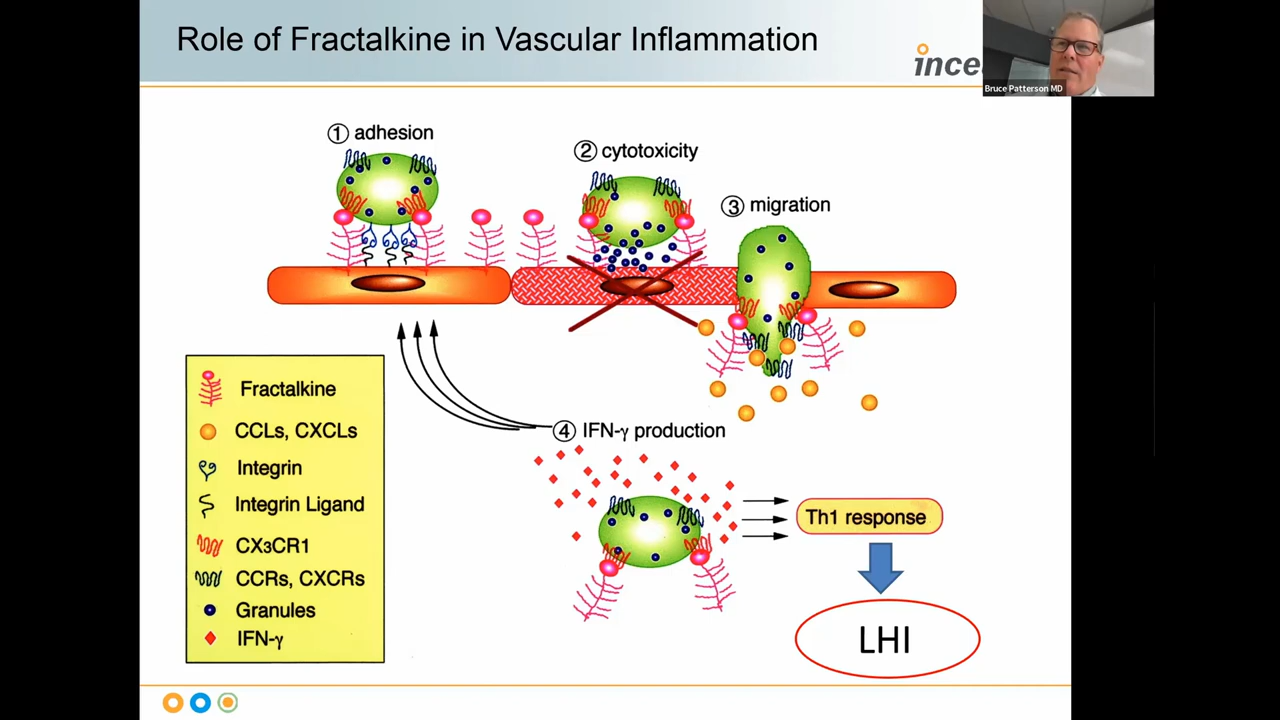 Role of Fractalkine in Vascular Inflammation
ince
Bruce Patterson MD
① adhesion
② cytotoxicity
③ migration
④ IFN-γ production
Fractalkine
CCLs, CXCLs
Integrin
Integrin Ligand
CX3CR1
CCRs, CXCRs
Granules
IFN-γ
Th1 response
LHI